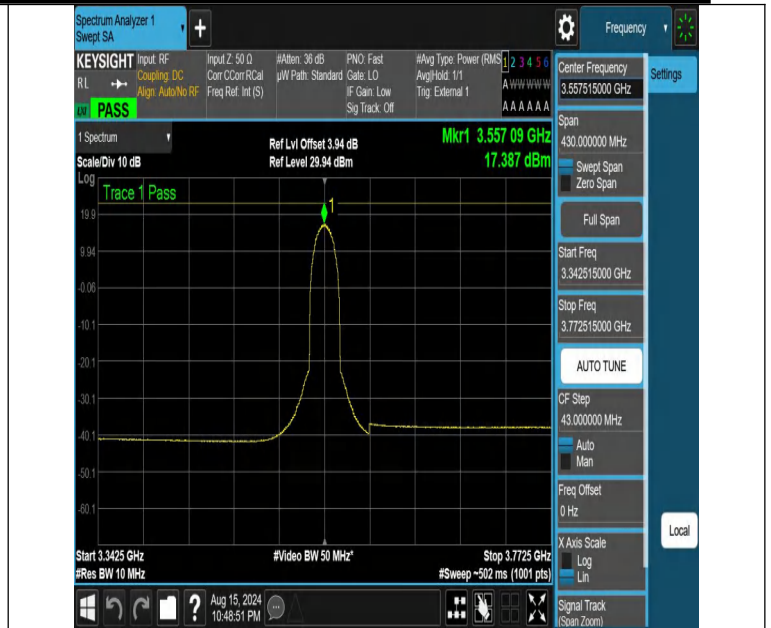 Spectrum Analyzer 1
Swept SA
+
Frequency
KEYSIGHT
RL
PASS
Input: RF
Coupling: DC
Align: Auto/No RF
Input Z: 50 Ω
Corr CCorr RCal
Freq Ref: Int (S)
#Atten: 36 dB
µW Path: Standard
PNO: Fast
Gate: LO
IF Gain: Low
Sig Track: Off
#Avg Type: Power (RMS
Avg|Hold: 1/1
Trig: External 1
1 2 3 4 5 6
A W W W W W
A A A A A A
Center Frequency
3.557515000 GHz
Settings
Span
430.000000 MHz
Swept Span
Zero Span
Full Span
Start Freq
3.342515000 GHz
Stop Freq
3.772515000 GHz
AUTO TUNE
CF Step
43.000000 MHz
Auto
Man
Freq Offset
0 Hz
X Axis Scale
Log
Lin
Signal Track
(Span Zoom)
Local
1 Spectrum
Scale/Div 10 dB
Ref Lvl Offset 3.94 dB
Ref Level 29.94 dBm
Mkr1 3.557 09 GHz
17.387 dBm
Log
Trace 1 Pass
1
19.9
9.94
-0.06
-10.1
-20.1
-30.1
-40.1
-50.1
-60.1
Start 3.3425 GHz
#Res BW 10 MHz
#Video BW 50 MHz*
Stop 3.7725 GHz
#Sweep ~502 ms (1001 pts)
?
Aug 15, 2024
10:48:51 PM